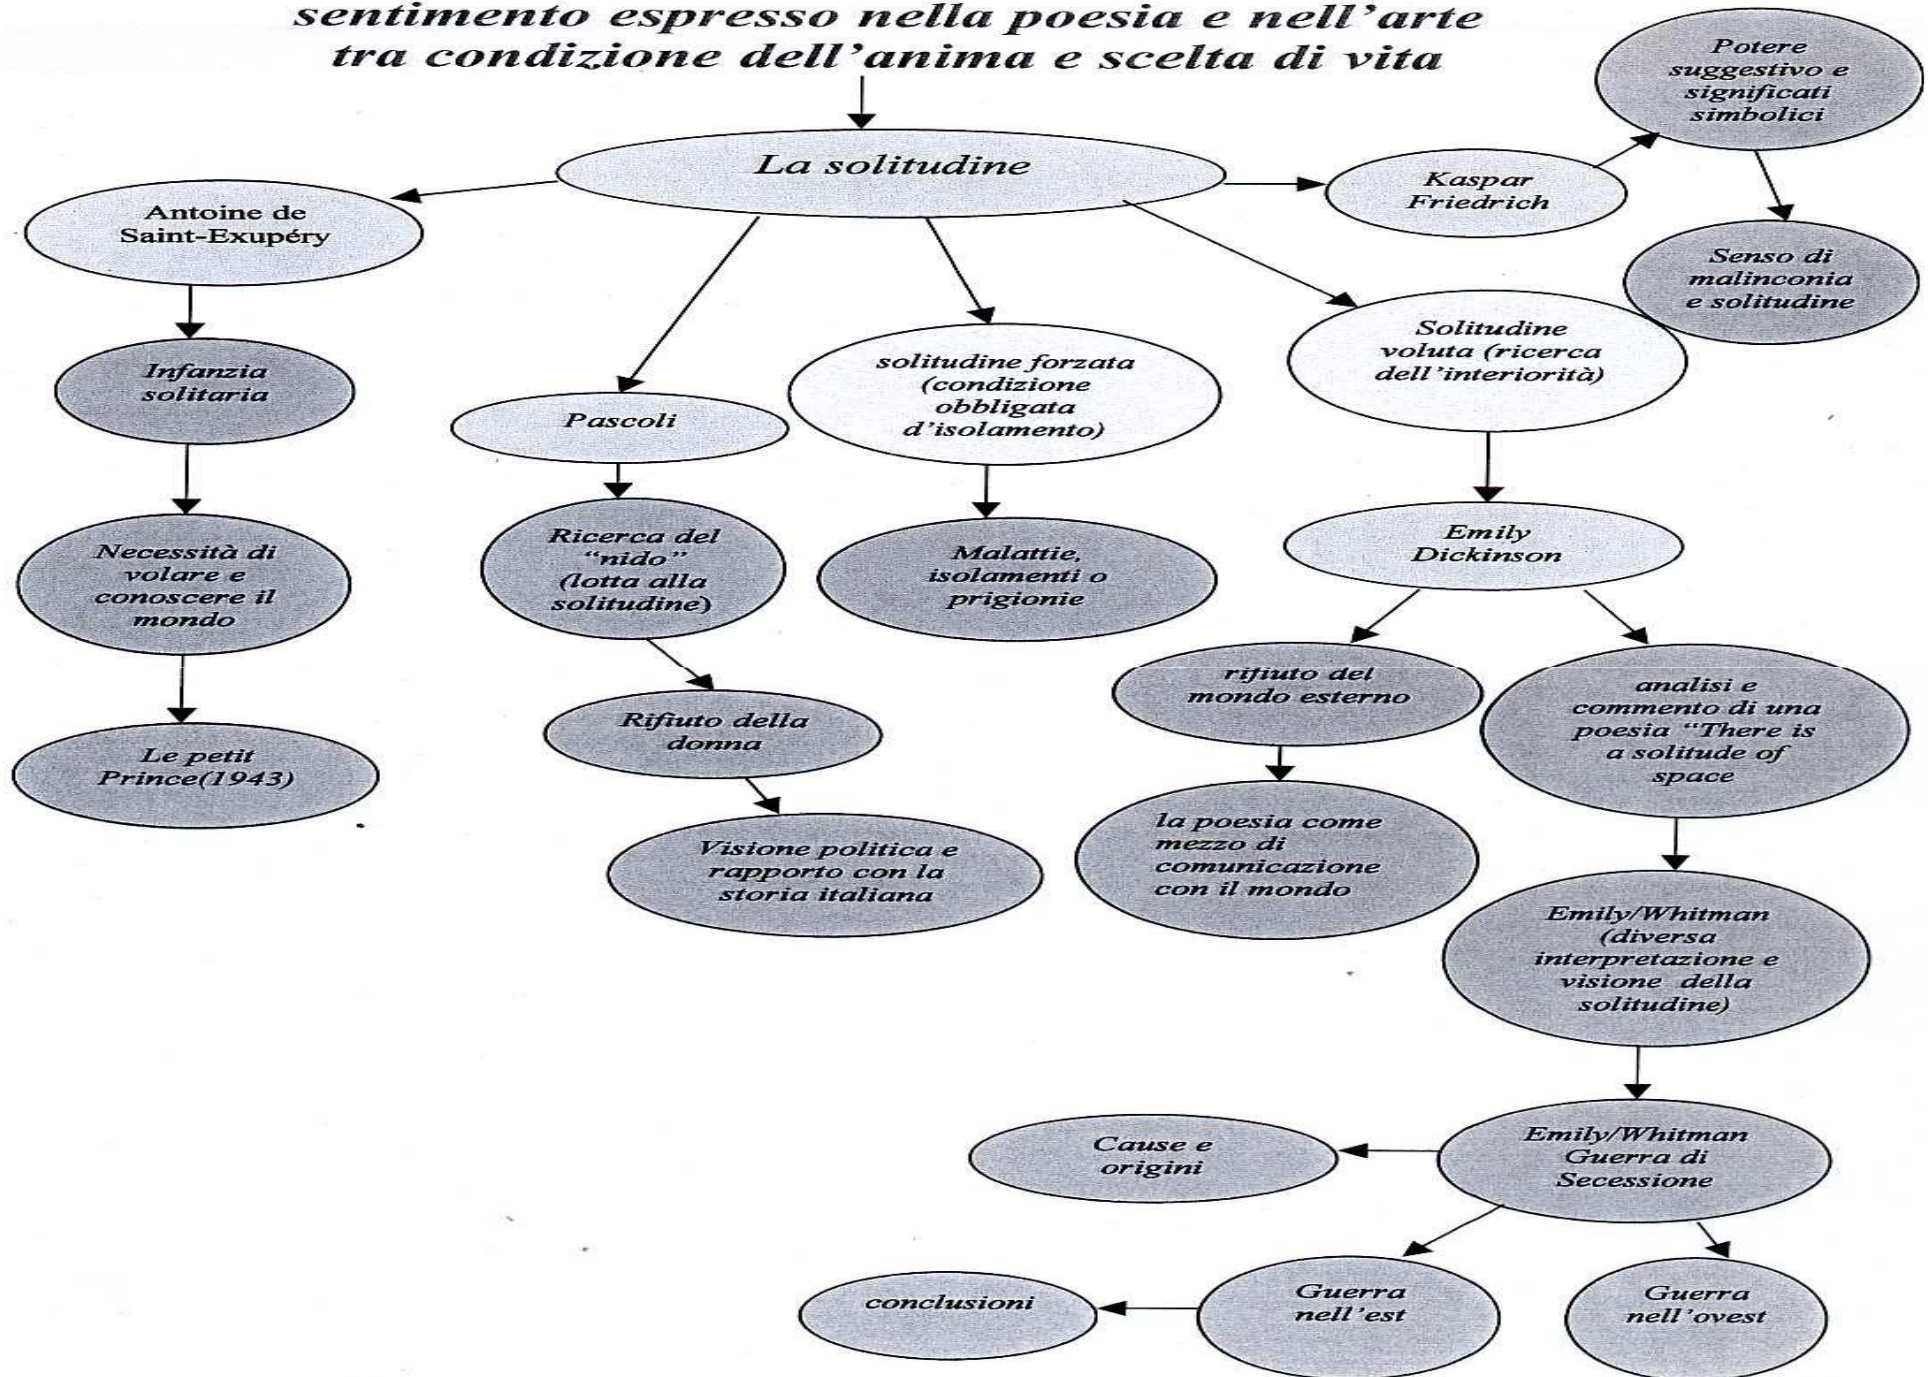 sentimento espresso nella poesia e nell'arte
tra condizione dell'anima e scelta di vita
La solitudine
Potere
suggestivo e
significati
simbolici
Kaspar
Friedrich
Antoine de
Saint-Exupéry
Senso di
malinconia
e solitudine
Solitudine
voluta (ricerca
dell'interiorità)
solitudine forzata
(condizione
obbligata
d'isolamento)
Infanzia
solitaria
Pascoli
Necessità di
volare e
conoscere il
mondo
Ricerca del
"nido"
(lotta alla
solitudine)
Malattie,
isolamenti o
prigionie
Emily
Dickinson
rifiuto del
mondo esterno
analisi e
commento di una
poesia "There is
a solitude of
space
Rifiuto della
donna
Le petit
Prince(1943)
Visione politica e
rapporto con la
storia italiana
la poesia come
mezzo di
comunicazione
con il mondo
Emily/Whitman
(diversa
interpretazione e
visione della
solitudine)
Emily/Whitman
Guerra di
Secessione
Cause e
origini
Guerra
nell'est
Guerra
nell'ovest
conclusioni